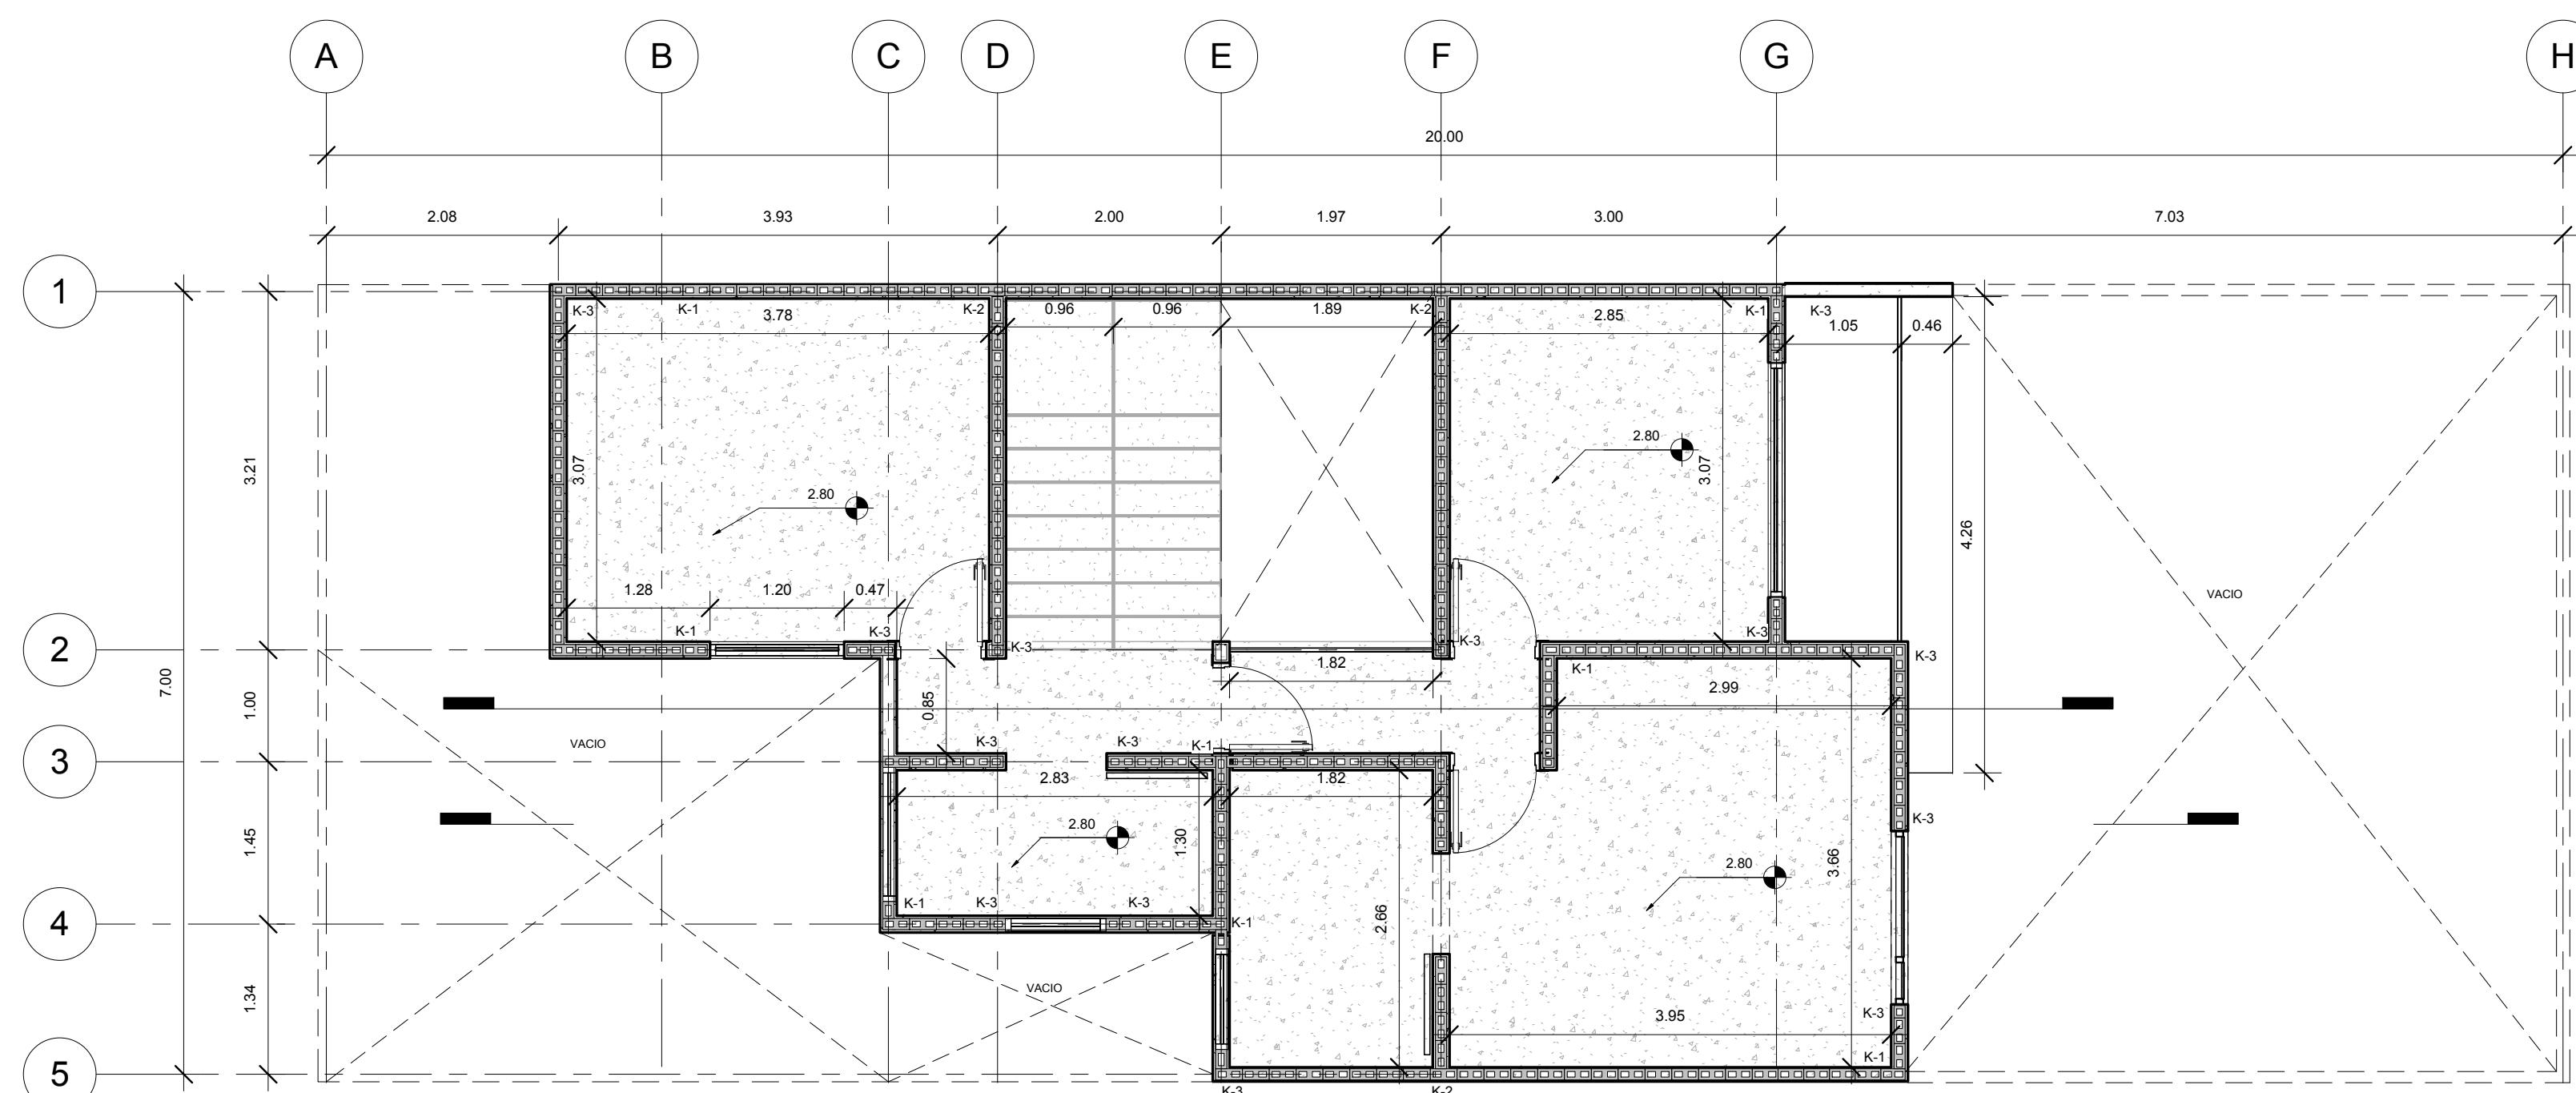 A B C D E F G H
20.00
2.08 3.93 2.00 1.97 3.00 7.03
1
K-3 K-1 3.78 K-2 0.96 0.96 1.89 K-2 2.85 K-1 K-3
1.05 0.46
2.80
3.21 3.07 3.07
2.80
4.26
1.28 1.20 0.47
VACIO
K-1 K-3 K-3 K-3 K-3
2
K-3
1.82 K-1
2.99
7.00 1.00 0.85
VACIO K-3 K-3 K-1
3
2.83 1.82
K-3
2.80
1.45 1.30
2.80 3.66
K-1 K-3 K-3
4
K-1
2.66
VACIO
1.34
3.95 K-3
K-1
5
K-3 K-2